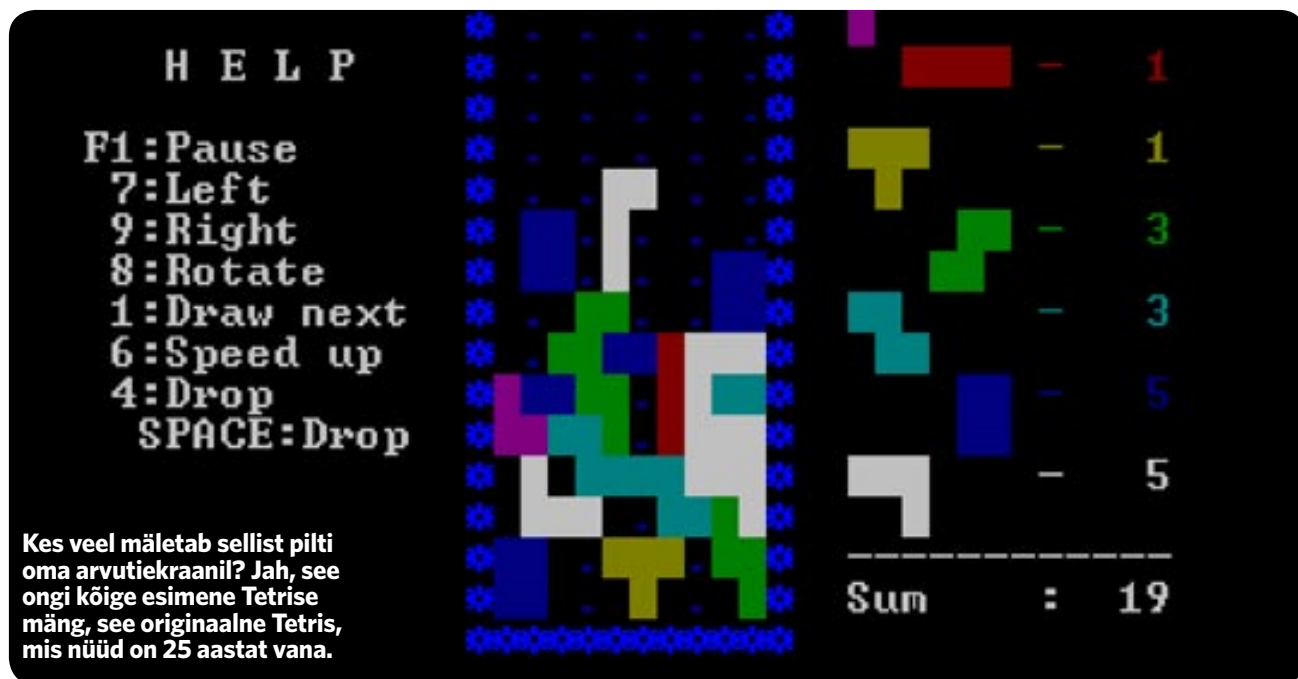 H E L P
F1:Pause
7:Left
9:Right
8:Rotate
1:Draw next
6:Speed up
4:Drop
SPACE:Drop
- 1
- 1
- 3
- 3
- 5
- 5
Sum : 19
Kes veel mäletab sellist pilti
oma arvutiekraanil? Jah, see
ongi kõige esimene Tetrise
mäng, see originaalne Tetris,
mis nüüd on 25 aastat vana.